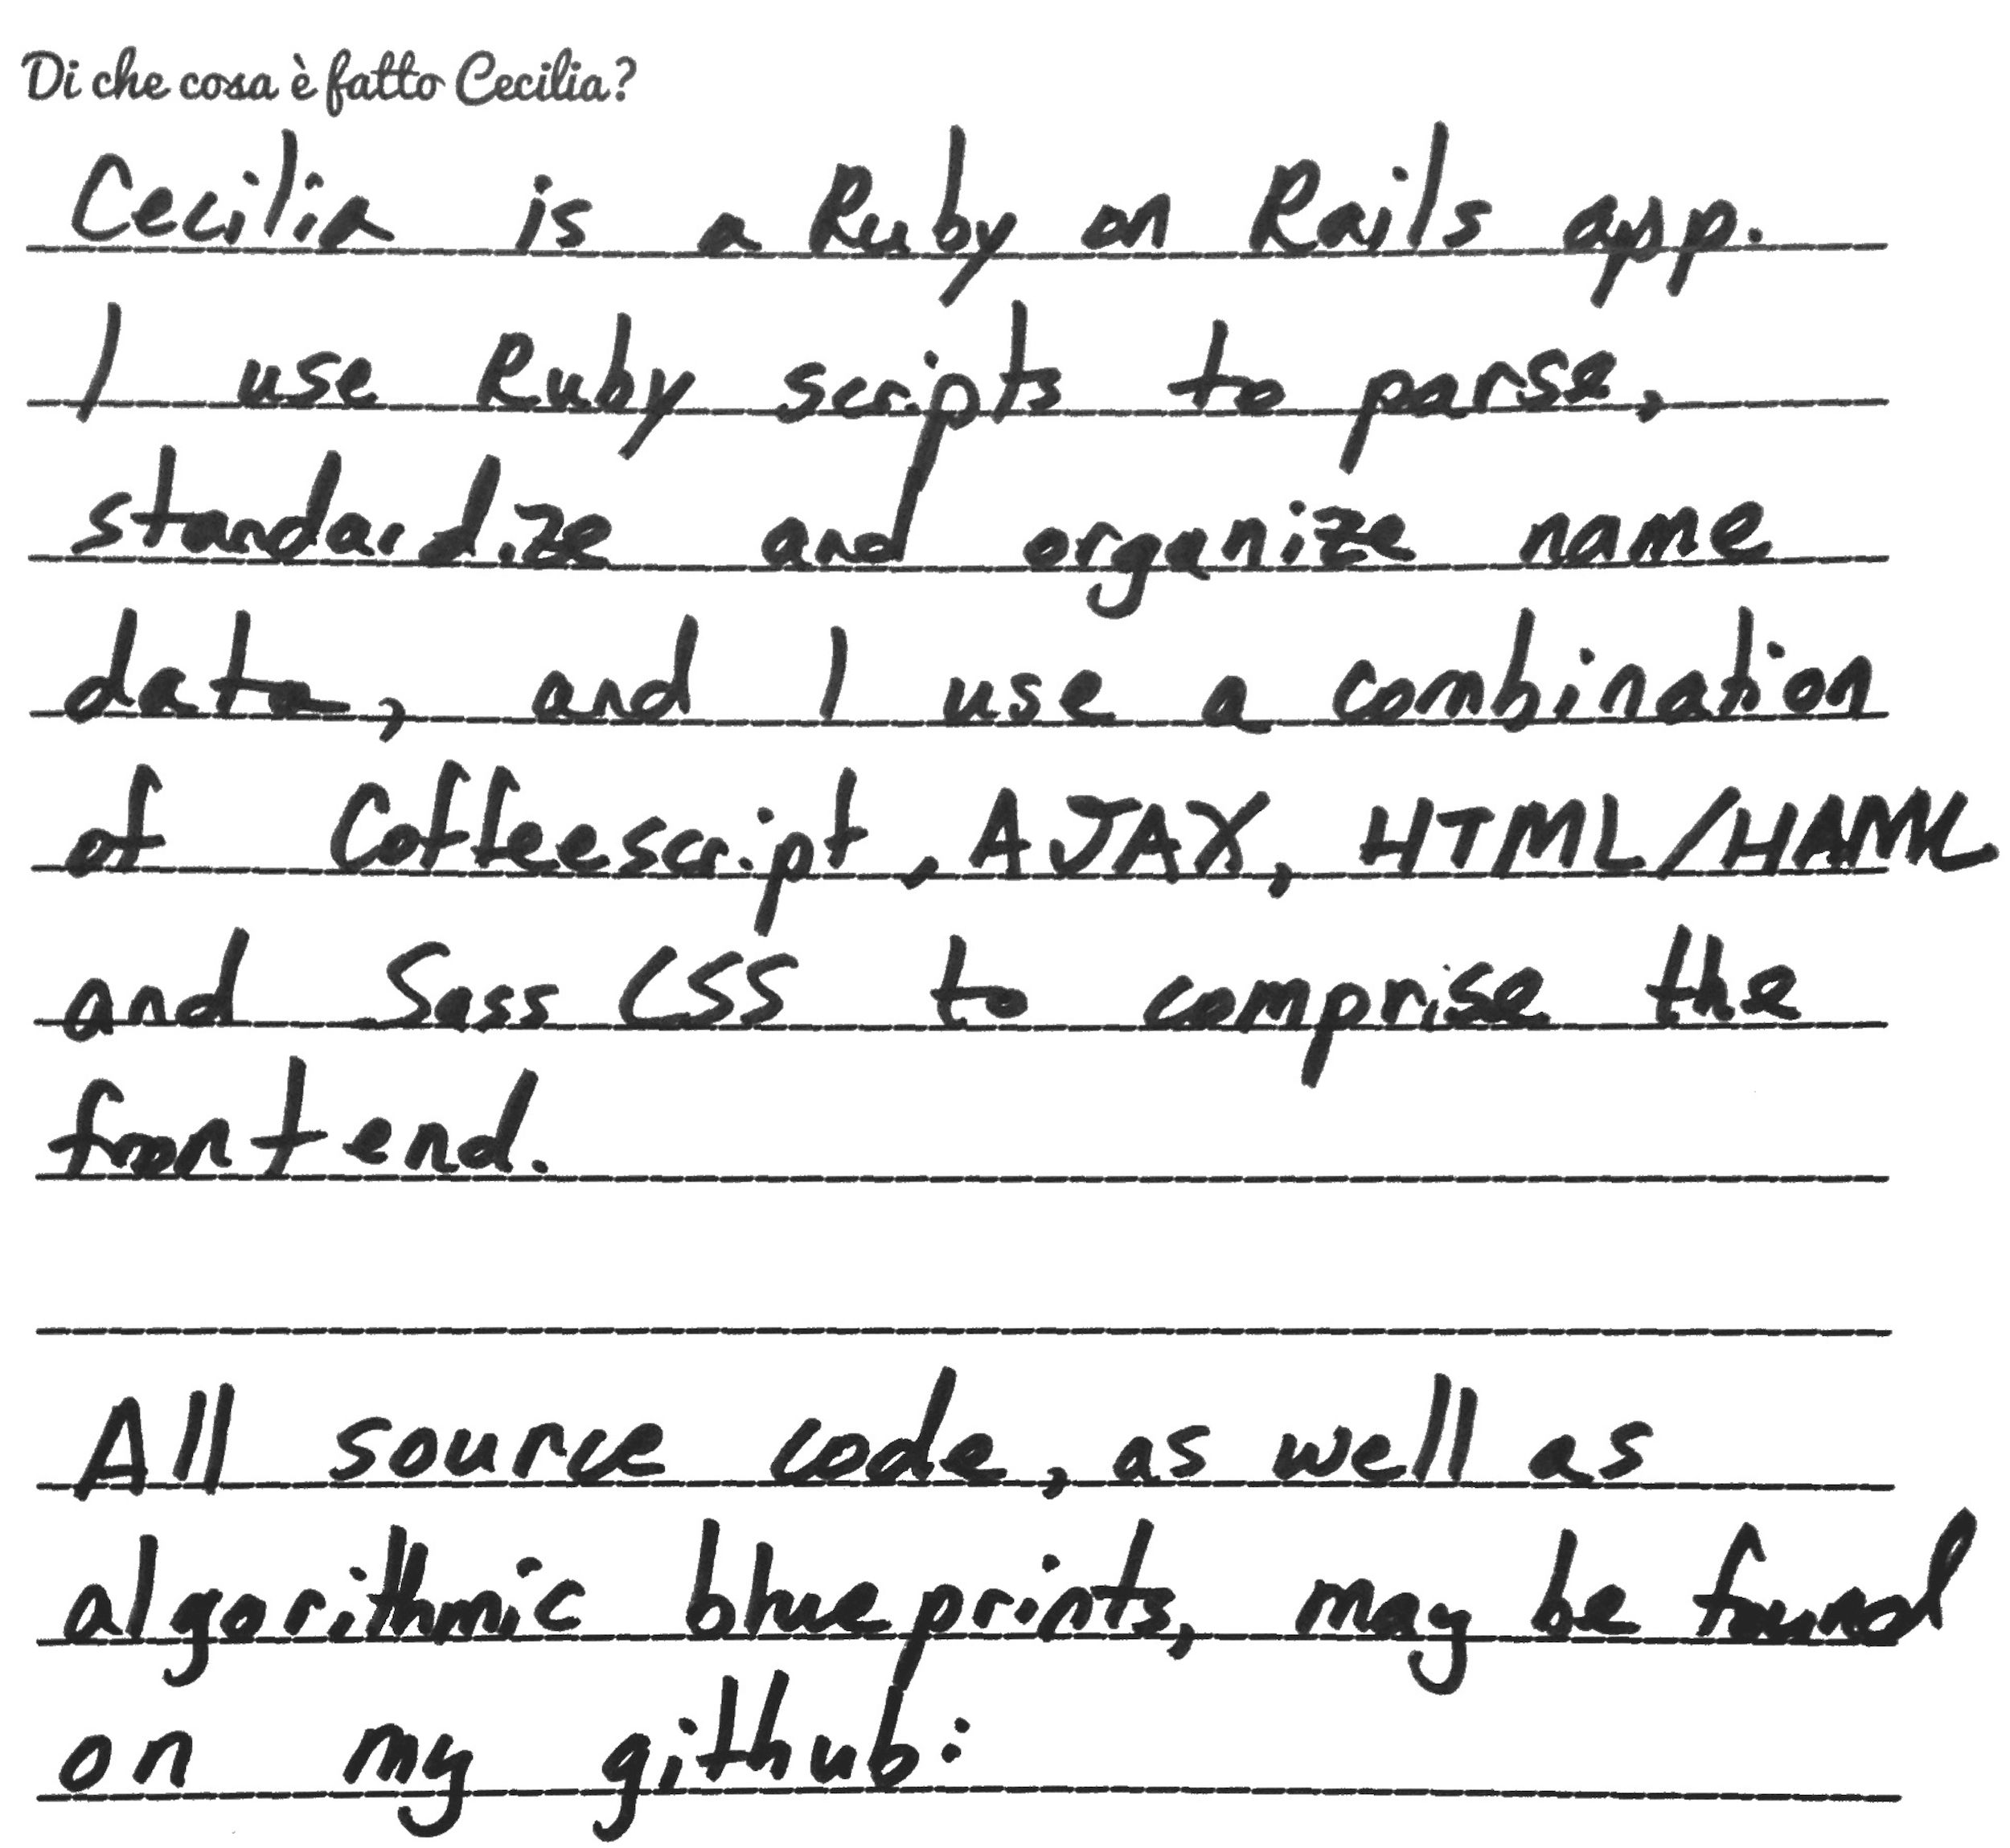 Di che cosa è fatto Cecilia?
Cecilia is a Ruby on Rails app.
I use Ruby scripts to parse,
standardize and organize name
data, and I use a combination
of Coffeescript, AJAX, HTML/HAML
and Sass CSS to comprise the
frontend.
All source code, as well as
algorithmic blueprints, may be found
on my github: